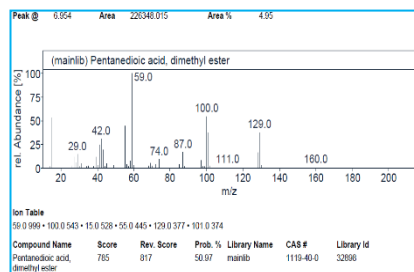 Peak @ 6.954 Area 226348.015 Area % 4.95
(mainlib) Pentanedioic acid, dimethyl ester
rel. Abundance [%]
100
75
50
25
0
59.0
100.0
129.0
42.0
29.0
87.0
74.0
111.0
160.0
20 40 60 80 100 120 140 160 180 200
m/z
Ion Table
59.0 999 • 100.0 543 • 15.0 528 • 55.0 445 • 129.0 377 • 101.0 374
Compound Name Score Rev. Score Prob. % Library Name CAS # Library Id
Pentanedioic acid, 785 817 50.97 mainlib 1119-40-0 32898
dimethyl ester